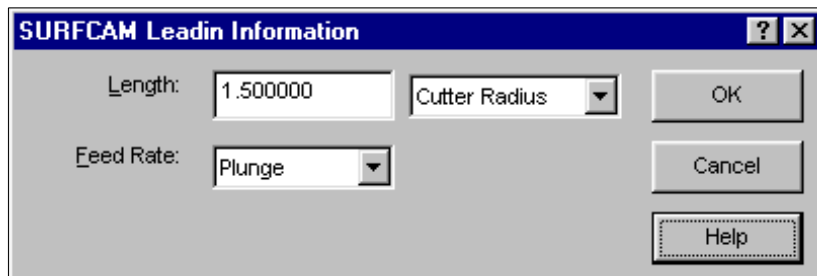 SURFCAM Leadin Information
Length: 1.500000 Cutter Radius OK
Feed Rate: Plunge Cancel
Help